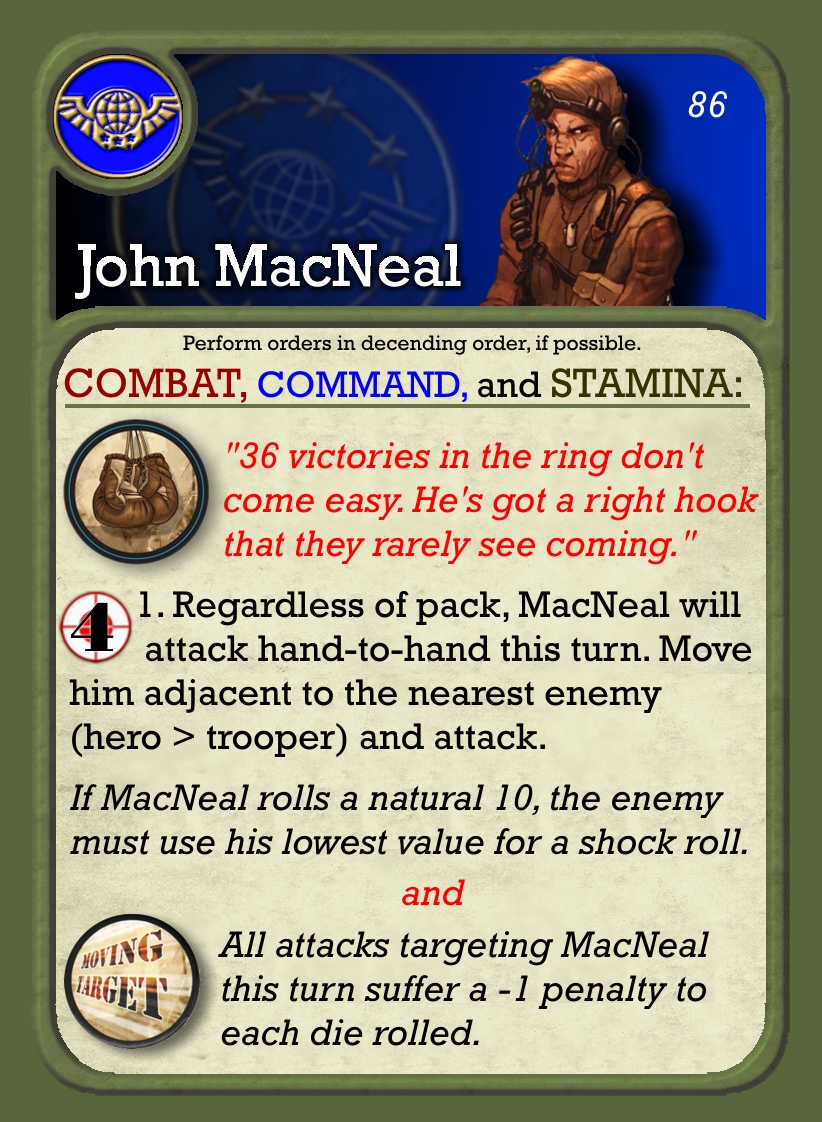 86
John MacNeal
Perform orders in decending order, if possible.
COMBAT, COMMAND, and STAMINA:
"36 victories in the ring don't
come easy. He's got a right hook
that they rarely see coming."
4 1. Regardless of pack, MacNeal will
attack hand-to-hand this turn. Move
him adjacent to the nearest enemy
(hero > trooper) and attack.
If MacNeal rolls a natural 10, the enemy
must use his lowest value for a shock roll.
and
MOVING
TARGET
All attacks targeting MacNeal
this turn suffer a -1 penalty to
each die rolled.